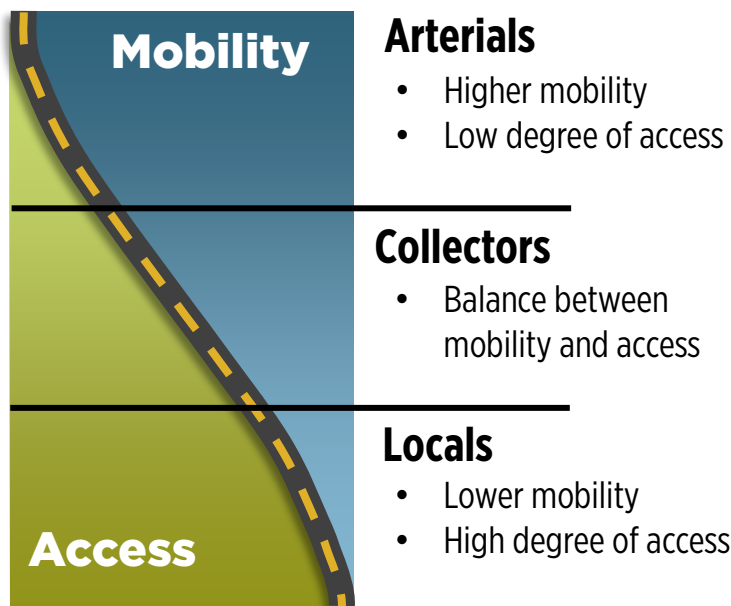 Mobility
Arterials
• Higher mobility
• Low degree of access
Collectors
• Balance between
mobility and access
Locals
• Lower mobility
• High degree of access
Access